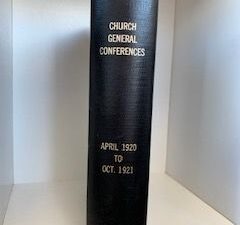 CHURCH
GENERAL
CONFERENCES
APRIL 1920
TO
OCT. 1921